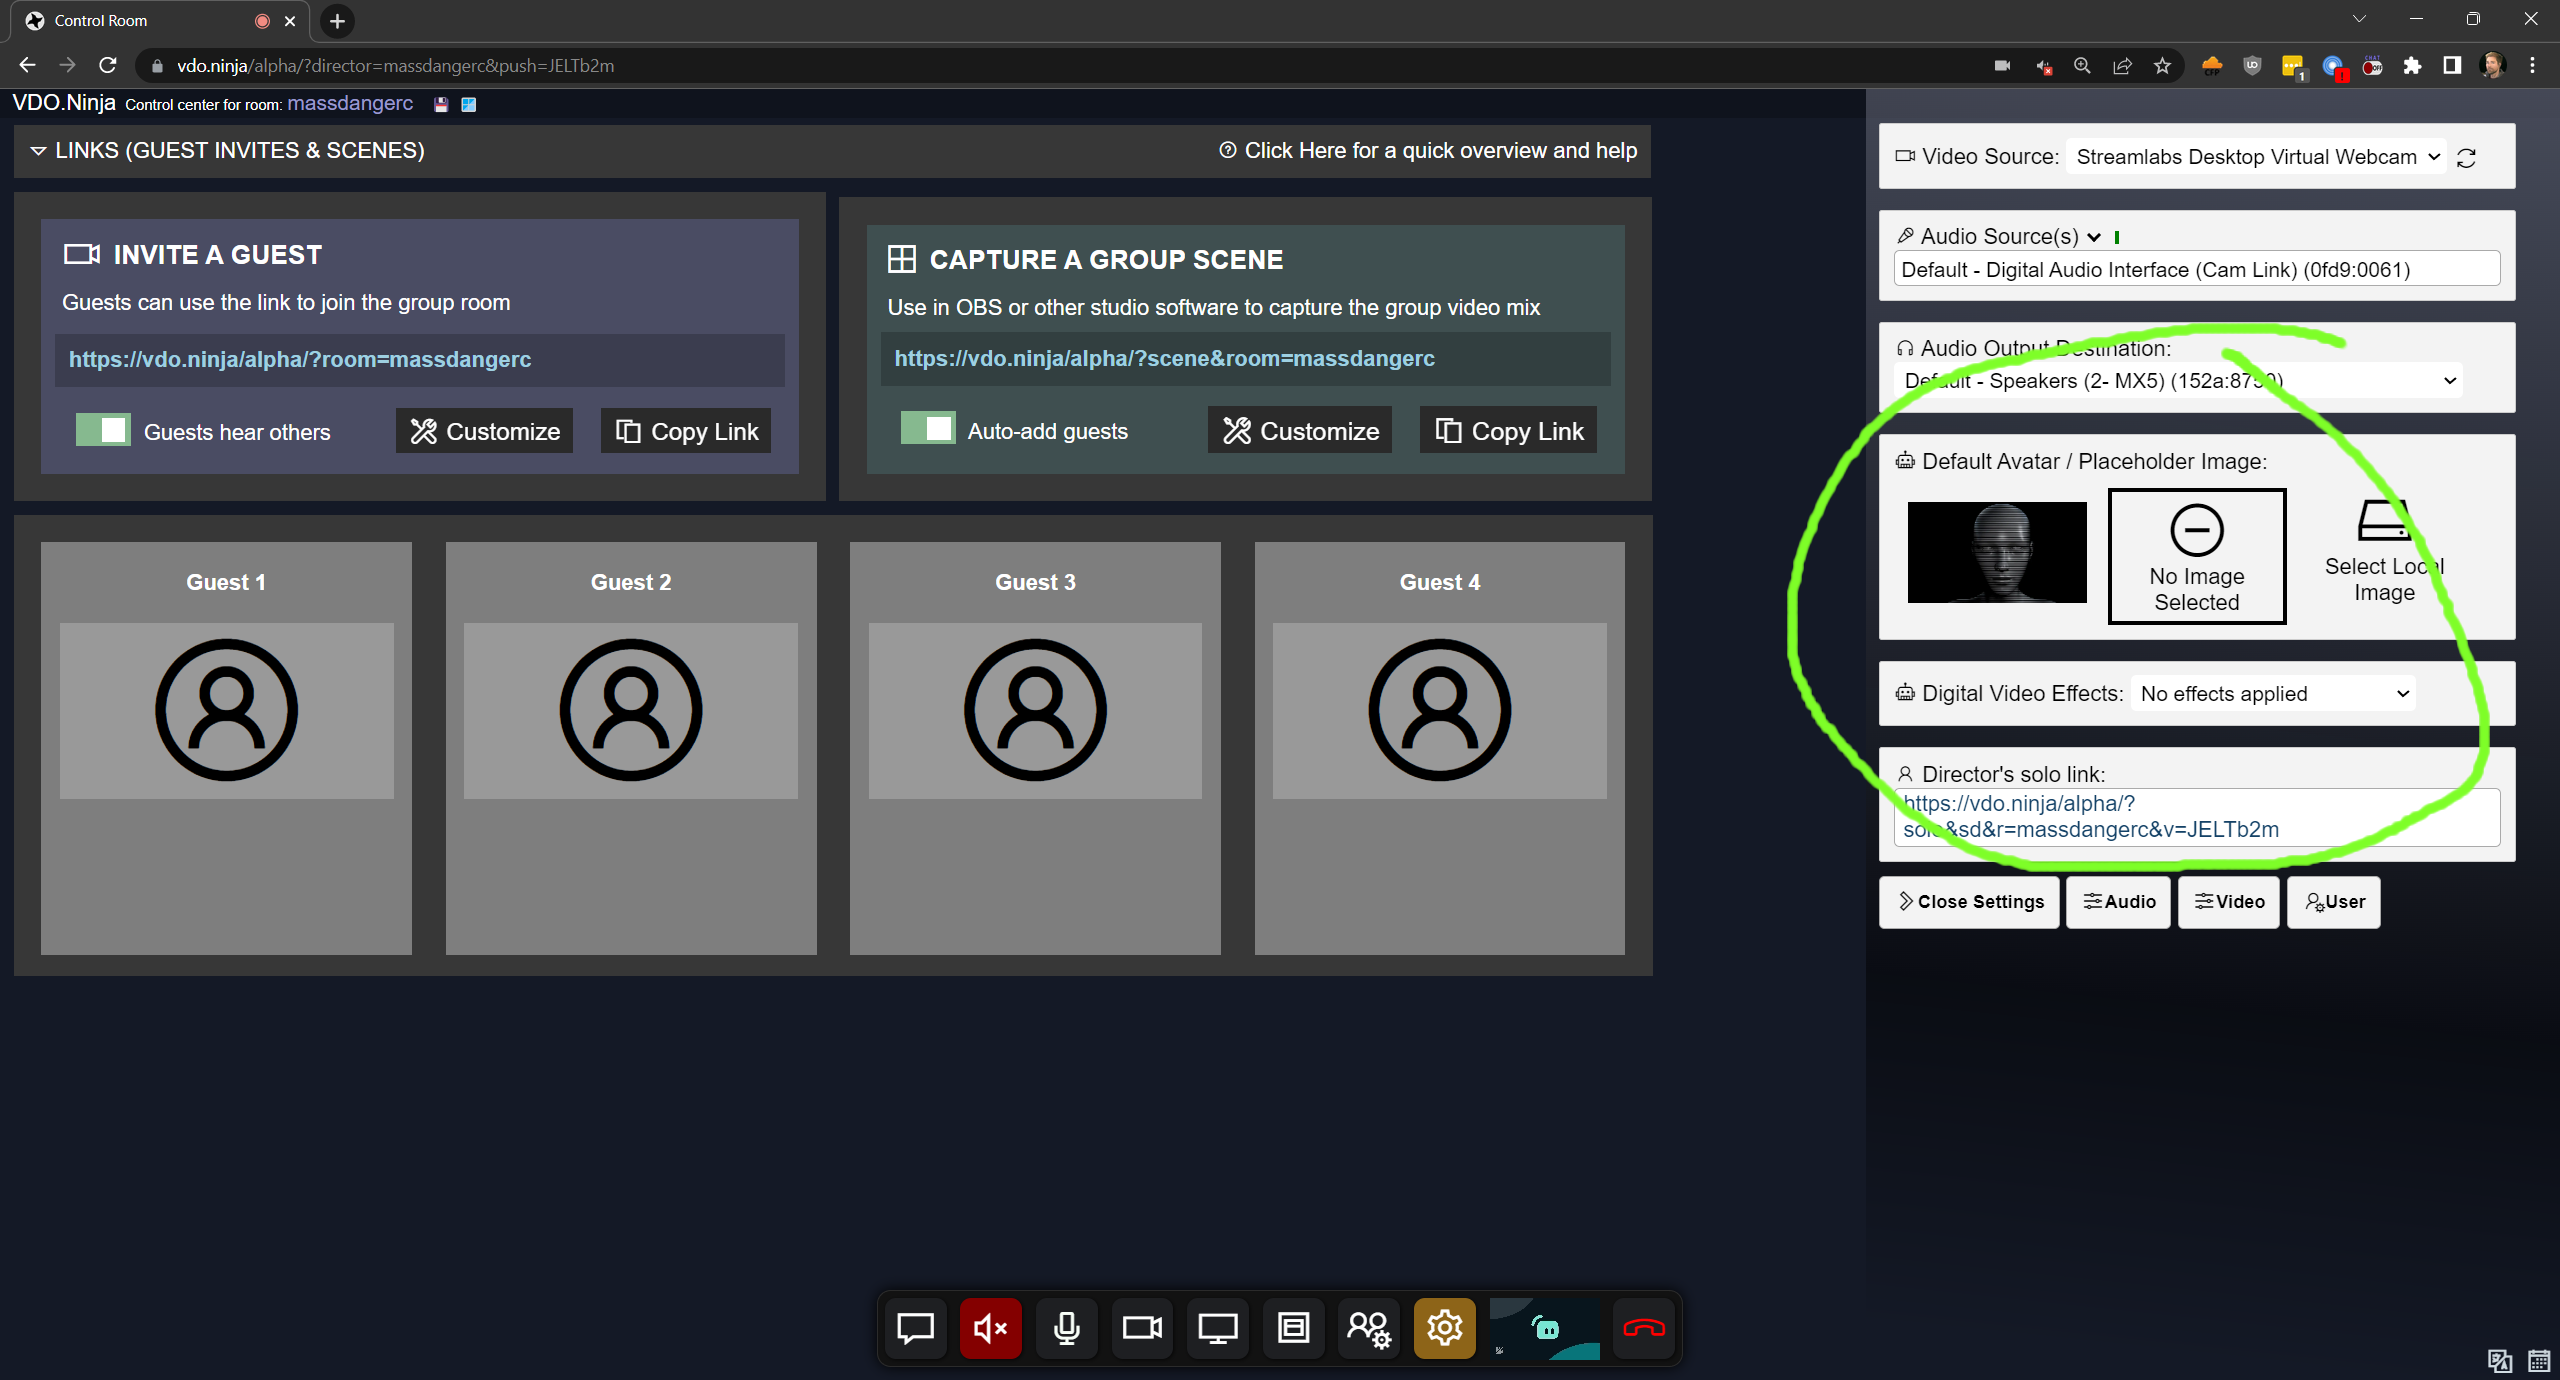 Control Room
vdo.ninja/alpha/?director=massdangerc&push=JELTb2m
VDO.Ninja Control center for room: massdangerc
LINKS (GUEST INVITES & SCENES)
Click Here for a quick overview and help
INVITE A GUEST
Guests can use the link to join the group room
https://vdo.ninja/alpha/?room=massdangerc
Guests hear others
Customize
Copy Link
CAPTURE A GROUP SCENE
Use in OBS or other studio software to capture the group video mix
https://vdo.ninja/alpha/?scene&room=massdangerc
Auto-add guests
Customize
Copy Link
Guest 1
Guest 2
Guest 3
Guest 4
Video Source: Streamlabs Desktop Virtual Webcam
Audio Source(s)
Default - Digital Audio Interface (Cam Link) (0fd9:0061)
Audio Output Destination:
Default - Speakers (2- MX5)
Default Avatar / Placeholder Image:
No Image
Selected
Select Local
Image
Digital Video Effects: No effects applied
Director's solo link:
https://vdo.ninja/alpha/?
solo&sd&r=massdangerc&v=JELTb2m
Close Settings
Audio
Video
User